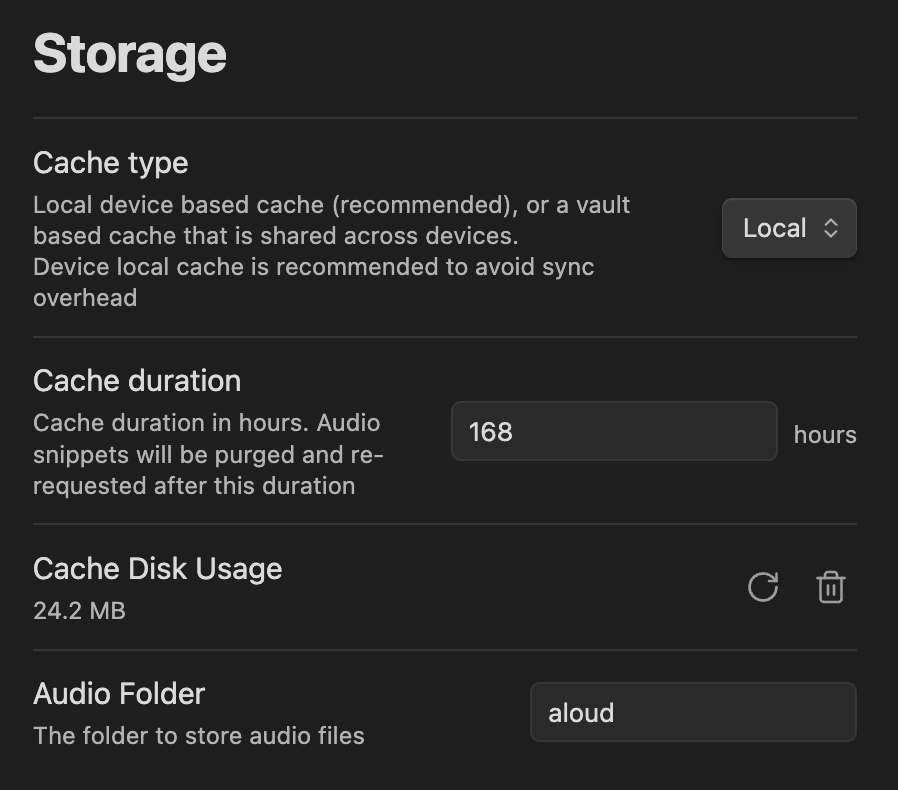 Storage
Cache type
Local device based cache (recommended), or a vault
based cache that is shared across devices.
Device local cache is recommended to avoid sync
overhead
Local
Cache duration
Cache duration in hours. Audio
snippets will be purged and re-
requested after this duration
168
hours
Cache Disk Usage
24.2 MB
Audio Folder
The folder to store audio files
aloud